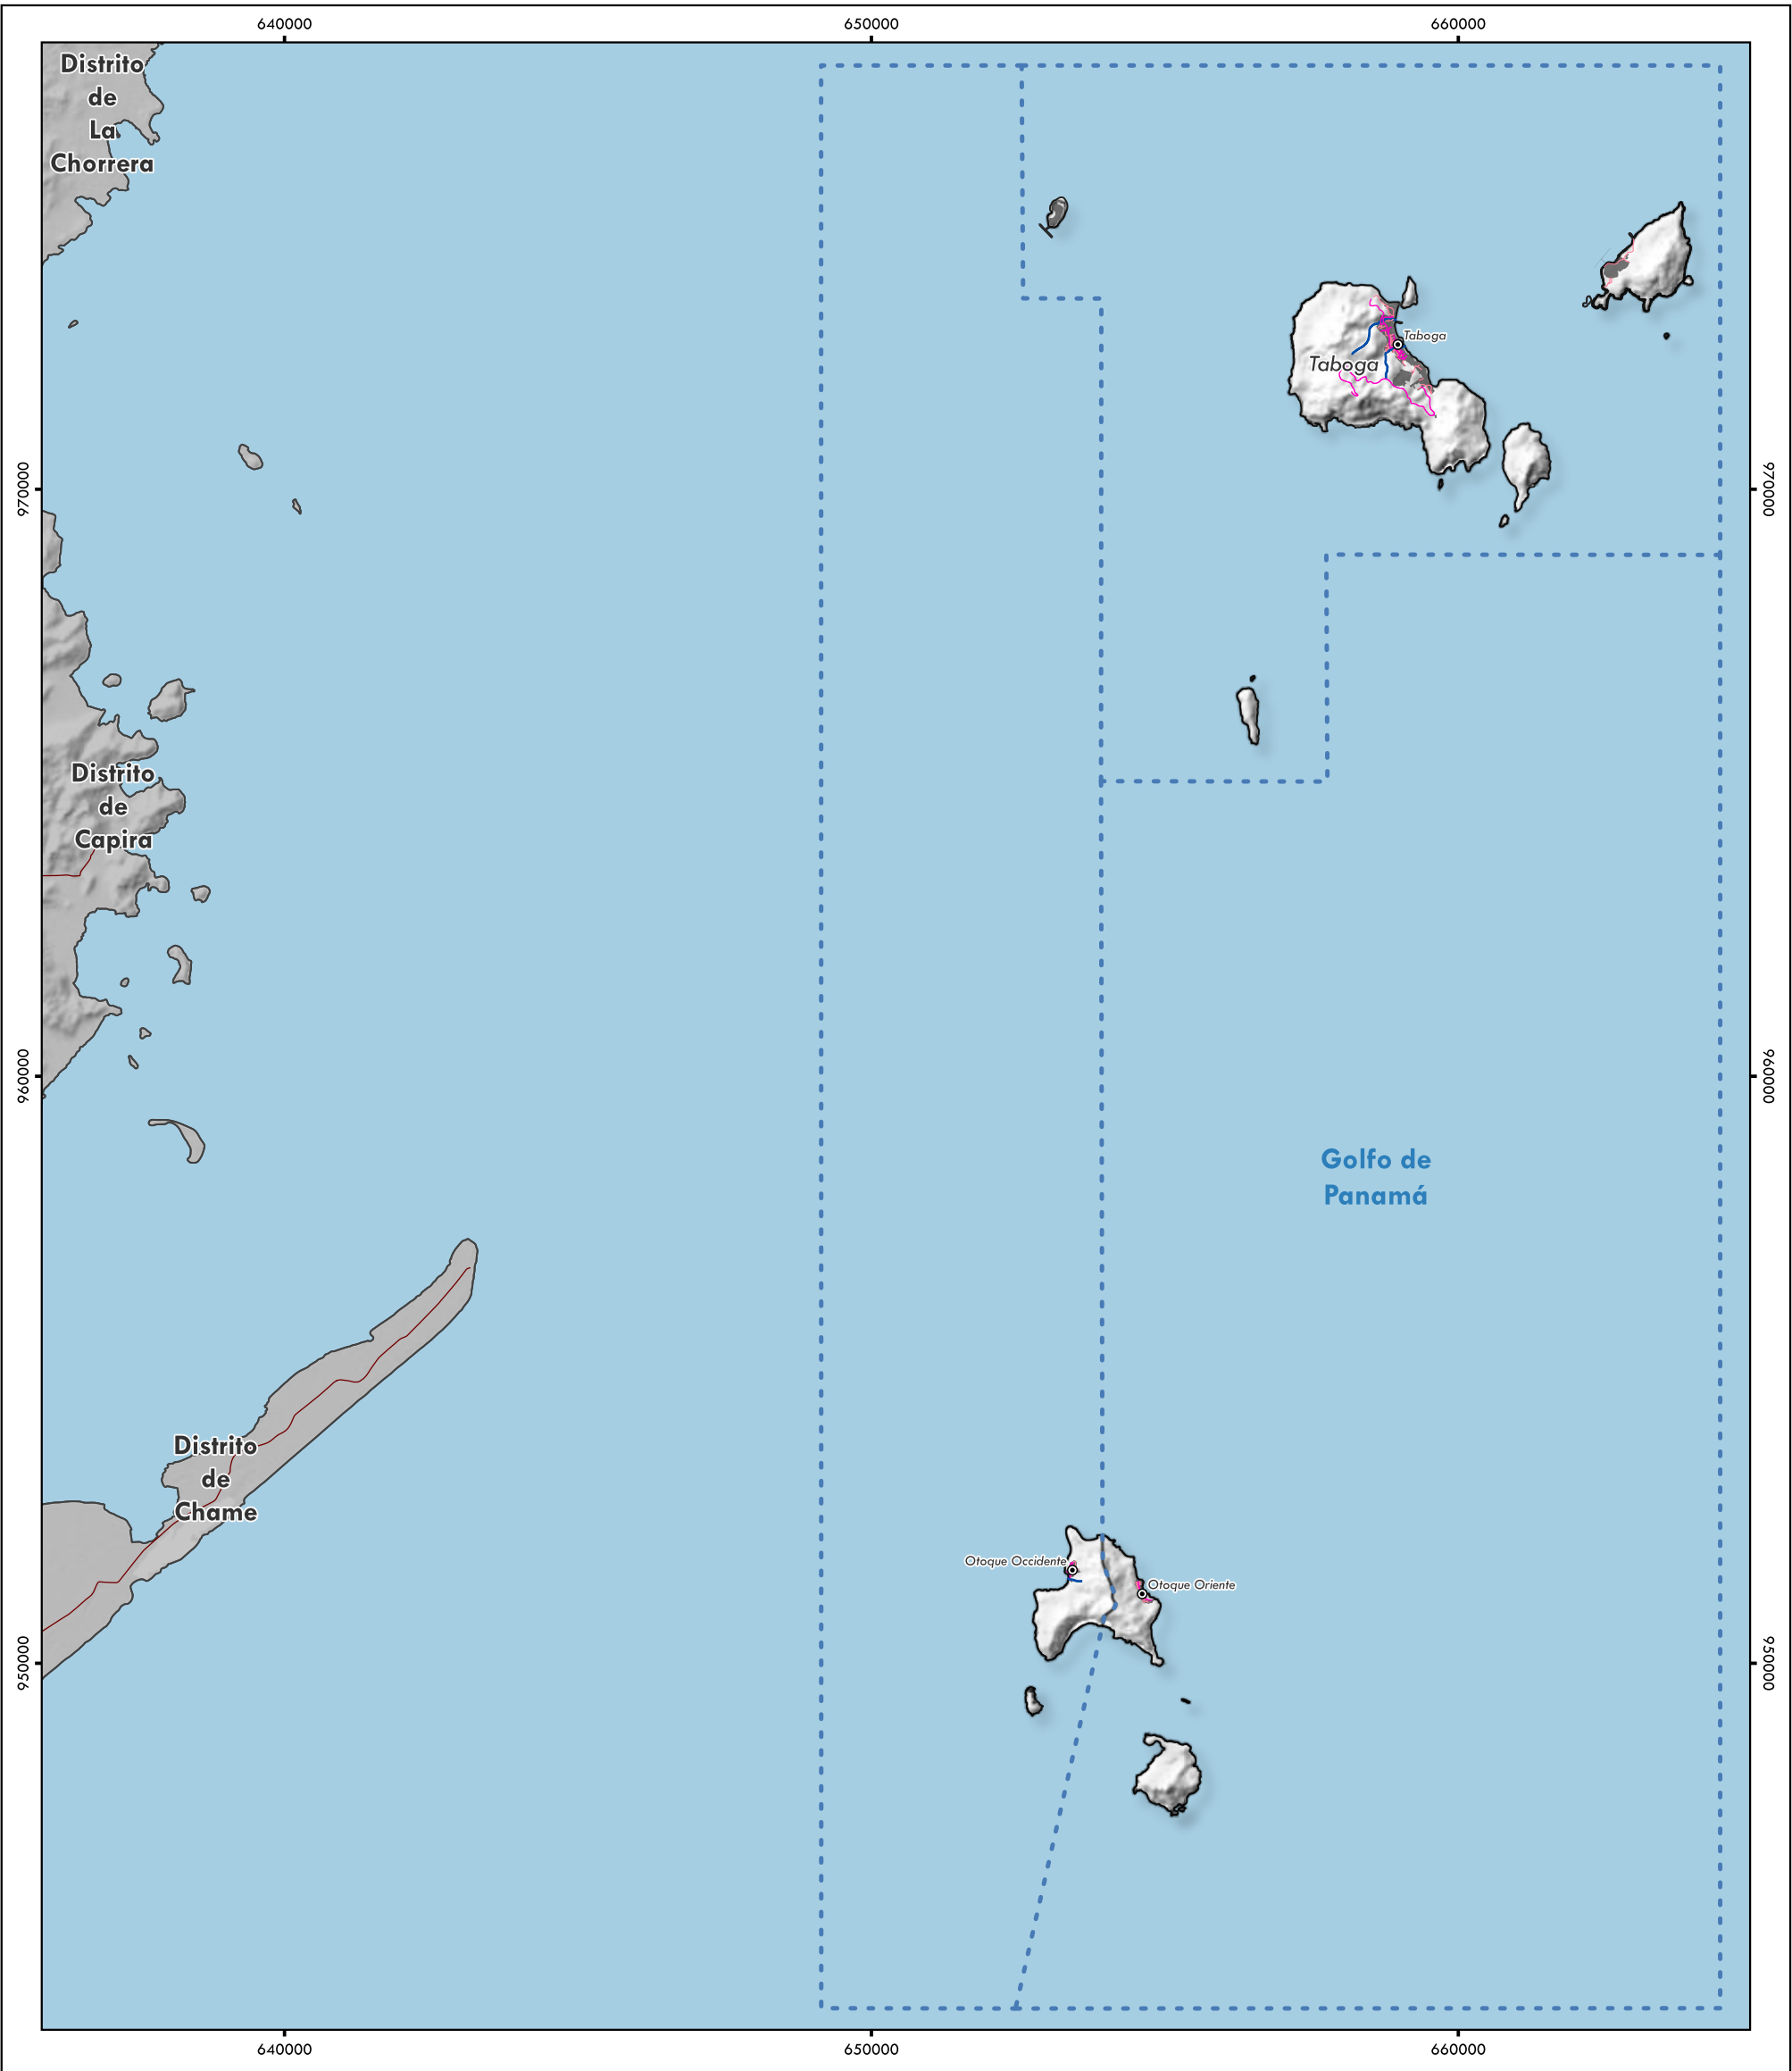 640000
650000
660000
Distrito
de
La
Chorrera
Taboga
Taboga
970000
970000
Distrito
de
Capira
960000
960000
Golfo de
Panamá
Distrito
de
Chame
Otoque Occidente
Otoque Oriente
950000
950000
640000
650000
660000